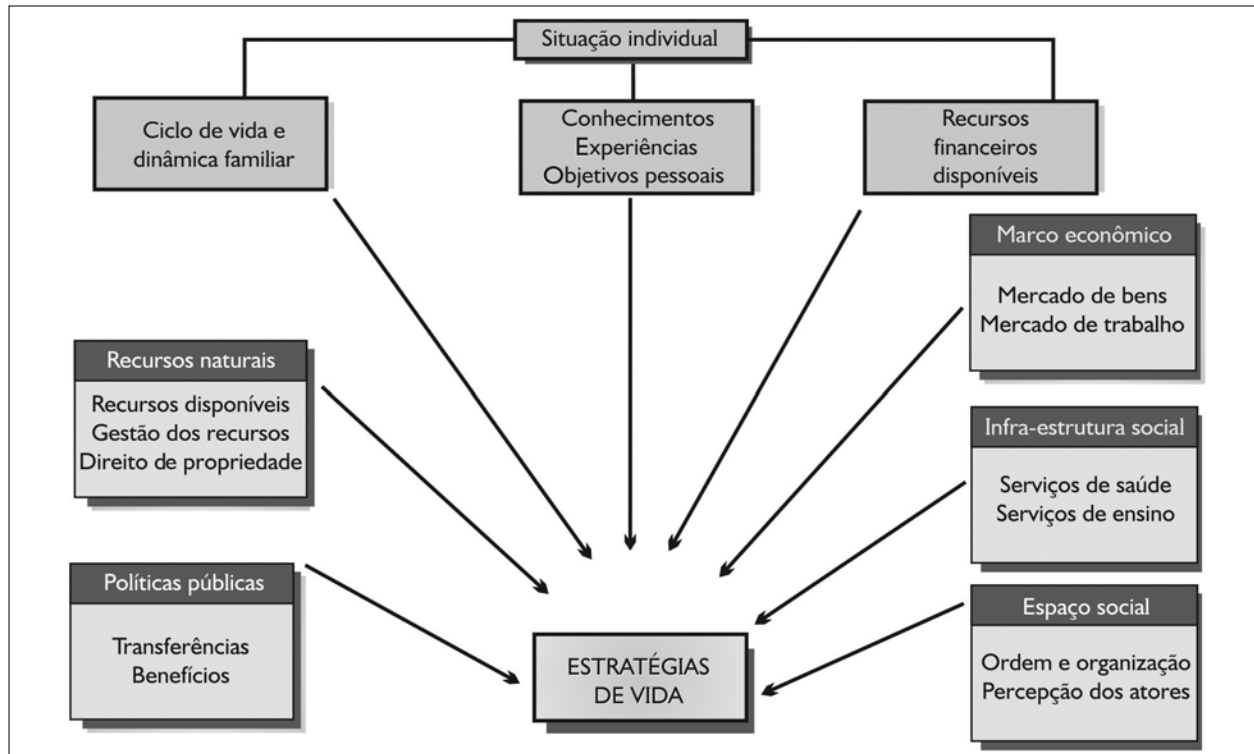 Situação individual
Ciclo de vida e
dinâmica familiar
Conhecimentos
Experiências
Objetivos pessoais
Recursos
financeiros
disponíveis
Marco econômico
Mercado de bens
Mercado de trabalho
Recursos naturais
Recursos disponíveis
Gestão dos recursos
Direito de propriedade
Infra-estrutura social
Serviços de saúde
Serviços de ensino
Políticas públicas
Transferências
Benefícios
Espaço social
Ordem e organização
Percepção dos atores
ESTRATÉGIAS
DE VIDA